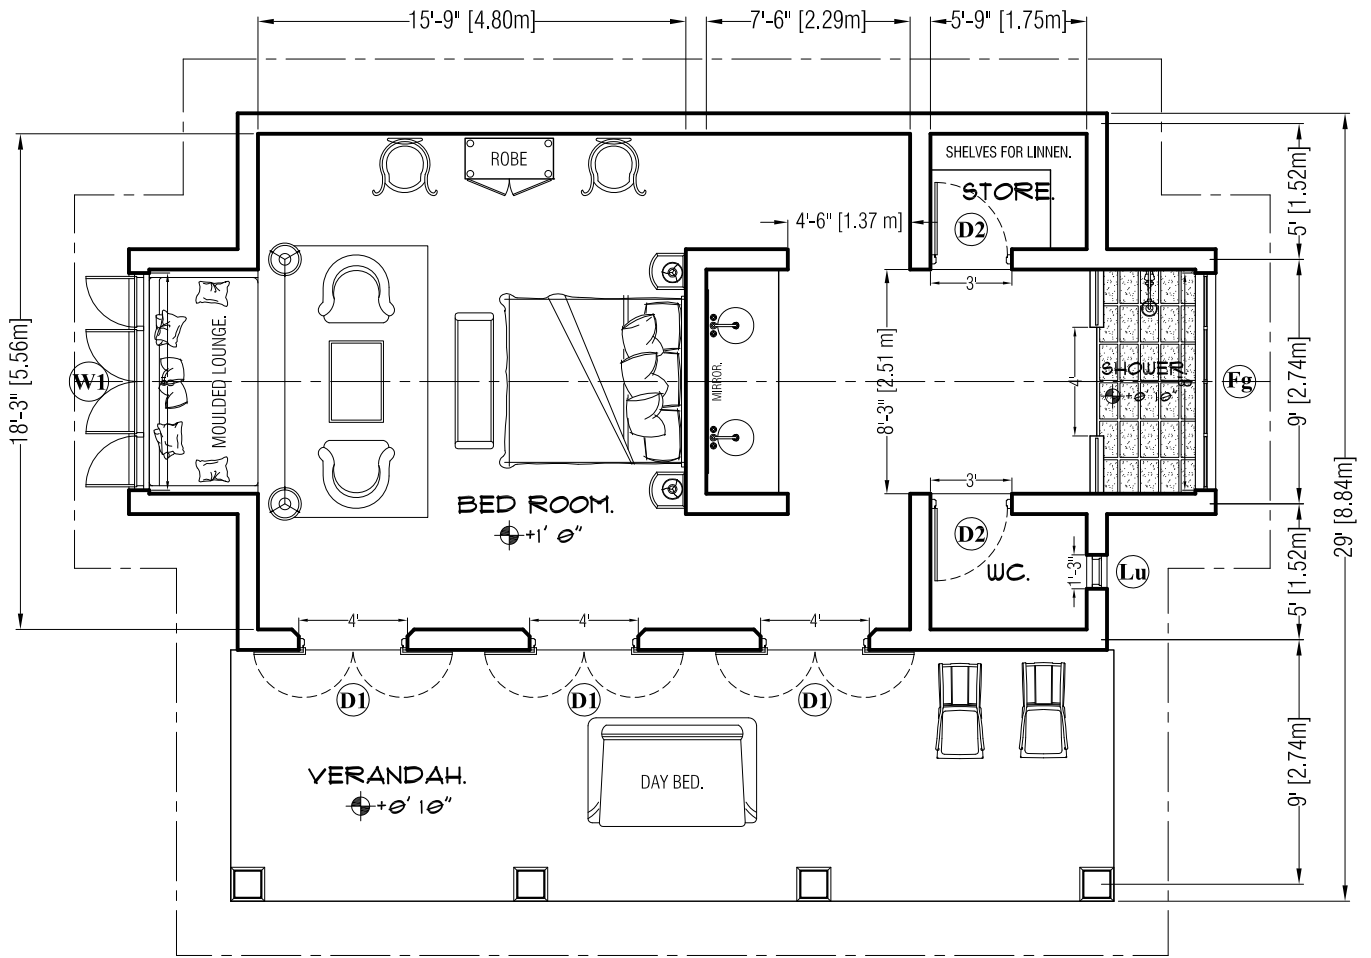 15'-9" [4.80m]
7'-6" [2.29m]
5'-9" [1.75m]
ROBE
SHELVES FOR LINNEN.
STORE.
D2
4'-6" [1.37 m]
3'
5' [1.52m]
18'-3" [5.56m]
W1
MOULDED LOUNGE.
MIRROR.
8'-3" [2.51 m]
4'
SHOWER.
+0' 10"
Fg
9' [2.74m]
29' [8.84m]
BED ROOM.
+1' 0"
3'
D2
WC.
1'-3"
Lu
5' [1.52m]
4'
4'
4'
D1
D1
D1
VERANDAH.
+0' 10"
DAY BED.
9' [2.74m]